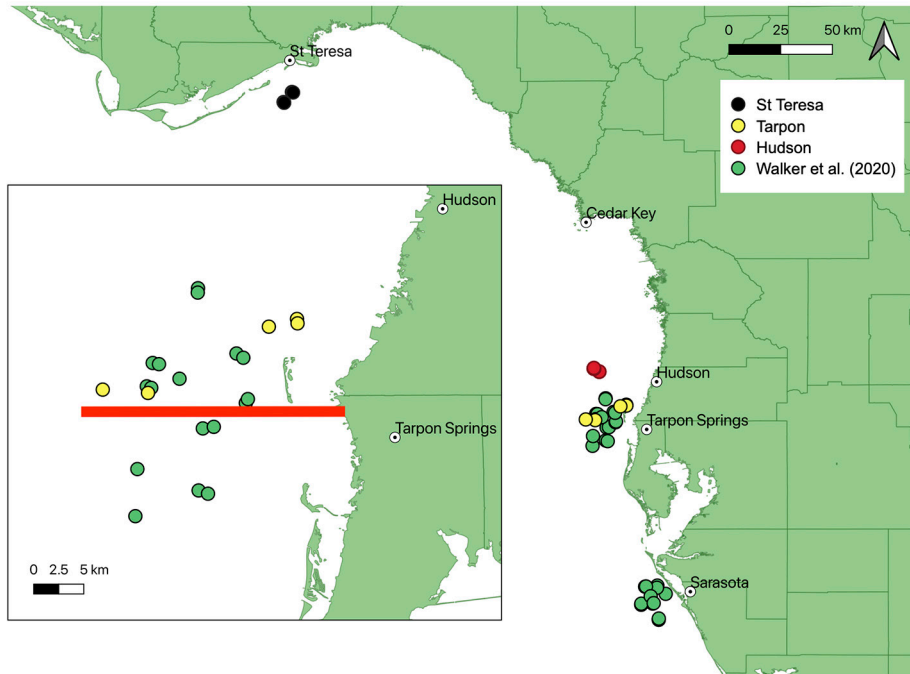 St Teresa
0 25 50 km
St Teresa
Tarpon
Hudson
Walker et al. (2020)
Cedar Key
Hudson
Tarpon Springs
Sarasota
Hudson
Tarpon Springs
0 2.5 5 km